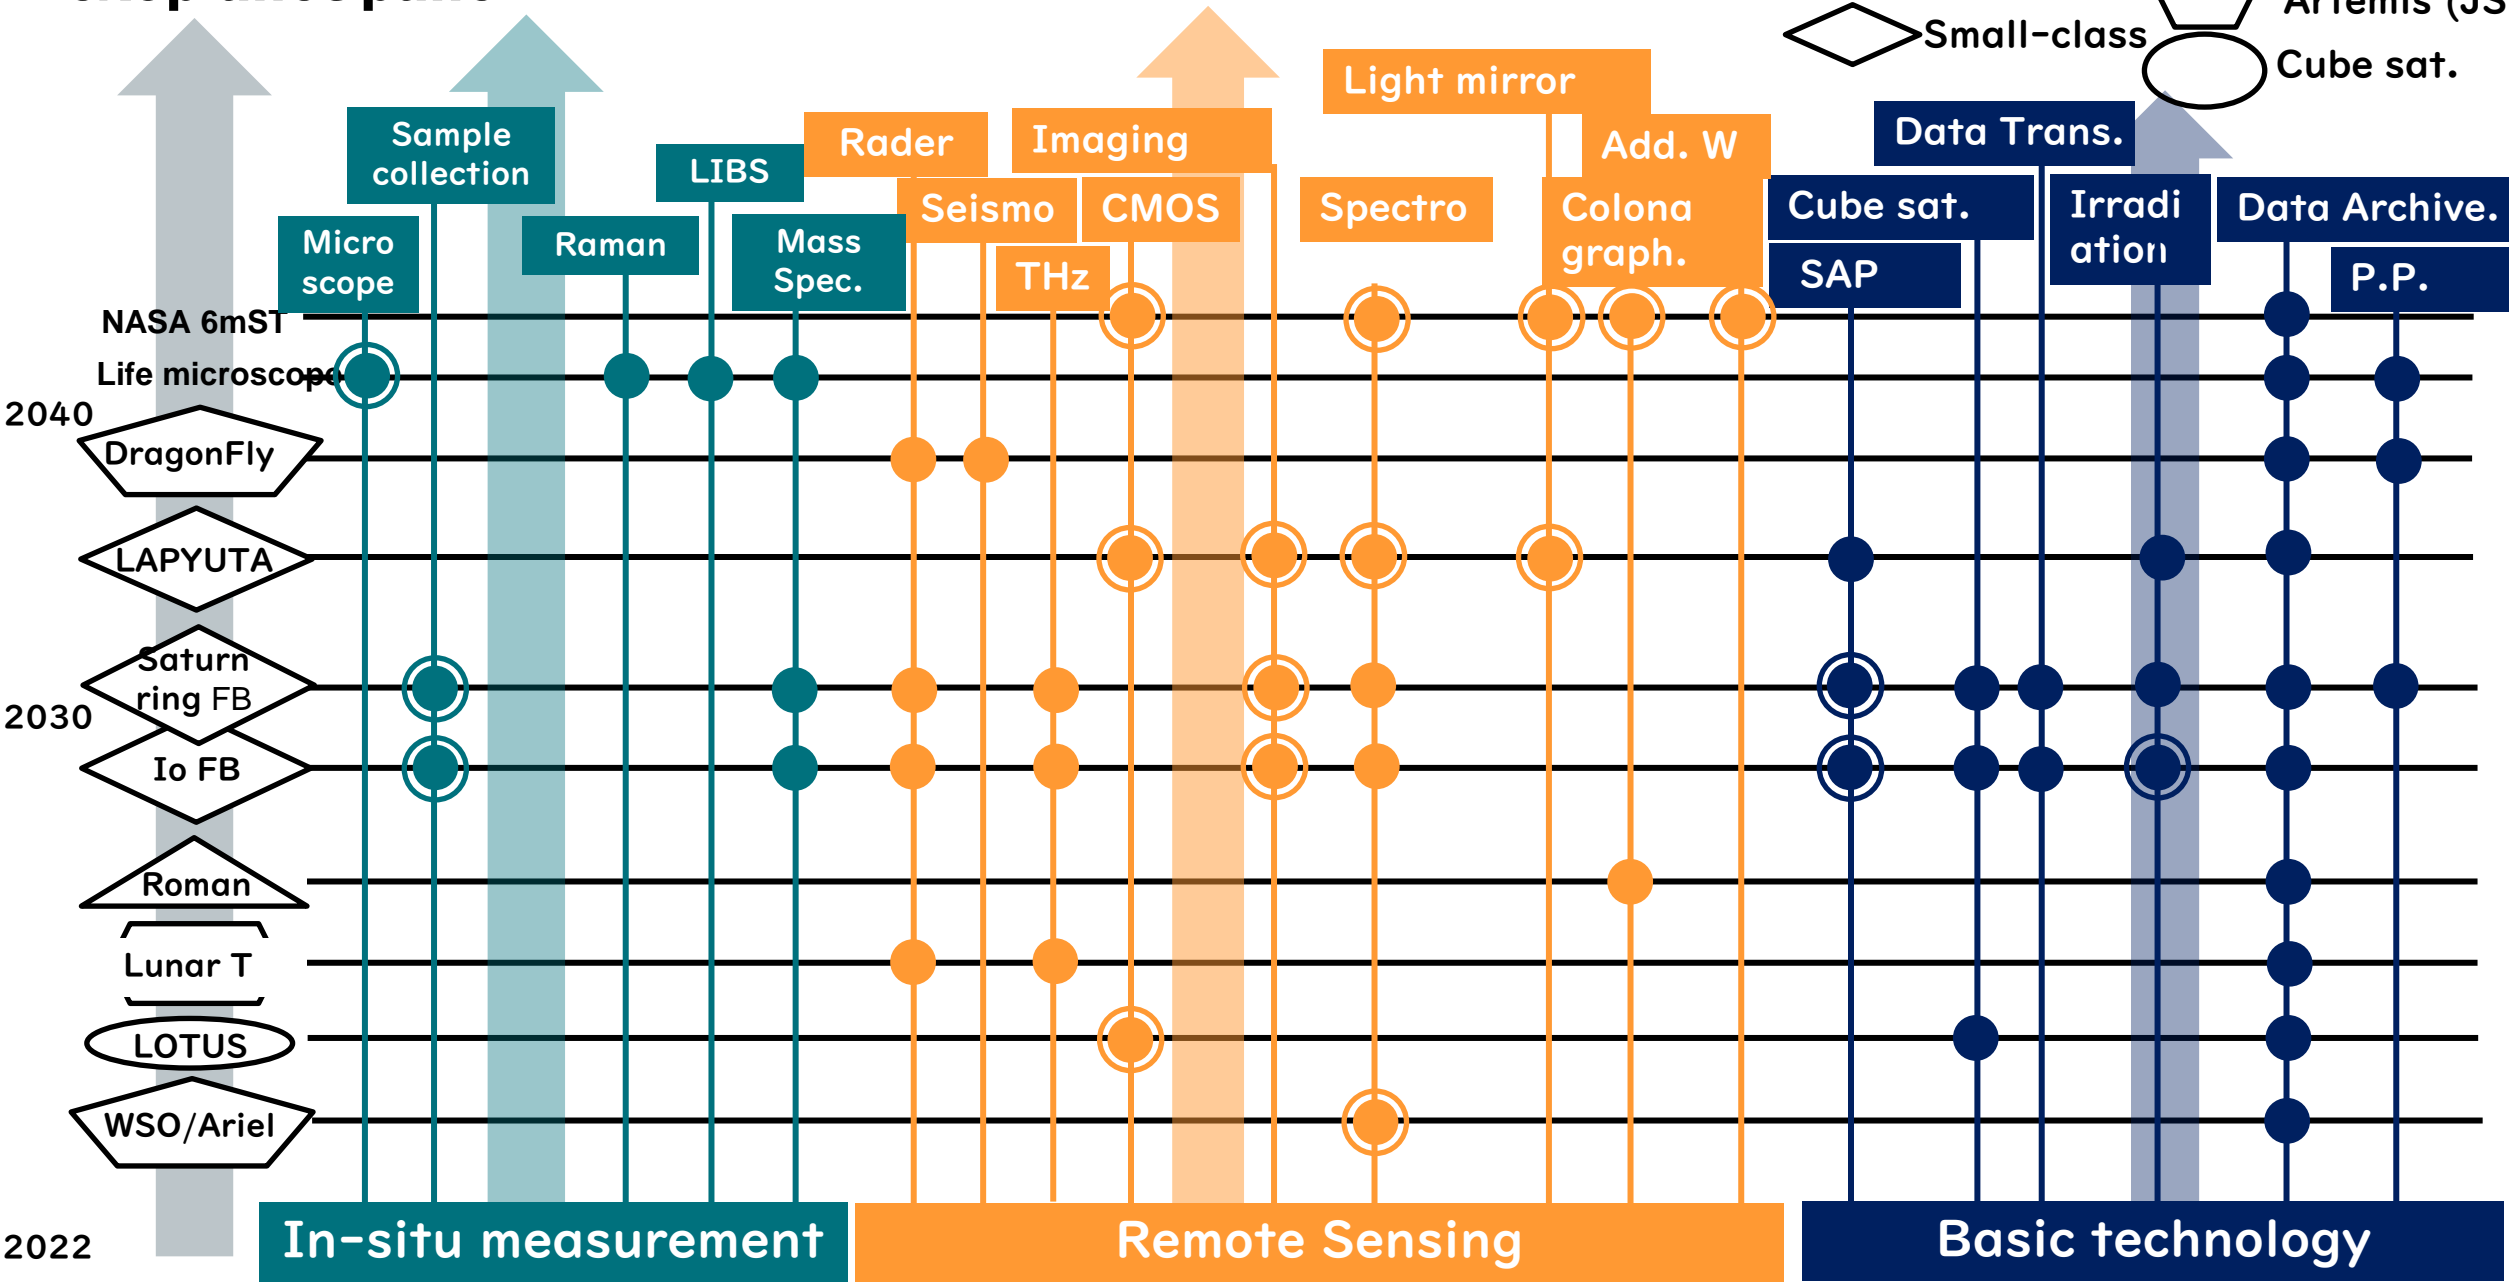 Small-class
Artemis (JS
Cube sat.
Light mirror
Sample
collection
LIBS
Rader
Imaging
Add. W
Data Trans.
Micro
scope
Raman
Mass
Spec.
Seismo
CMOS
THz
Spectro
Colona
graph.
Cube sat.
SAP
Irradi
ation
Data Archive.
P.P.
NASA 6mST
Life microscope
2040
DragonFly
LAPYUTA
Saturn
ring FB
2030
Io FB
Roman
Lunar T
LOTUS
WSO/Ariel
2022
In-situ measurement
Remote Sensing
Basic technology